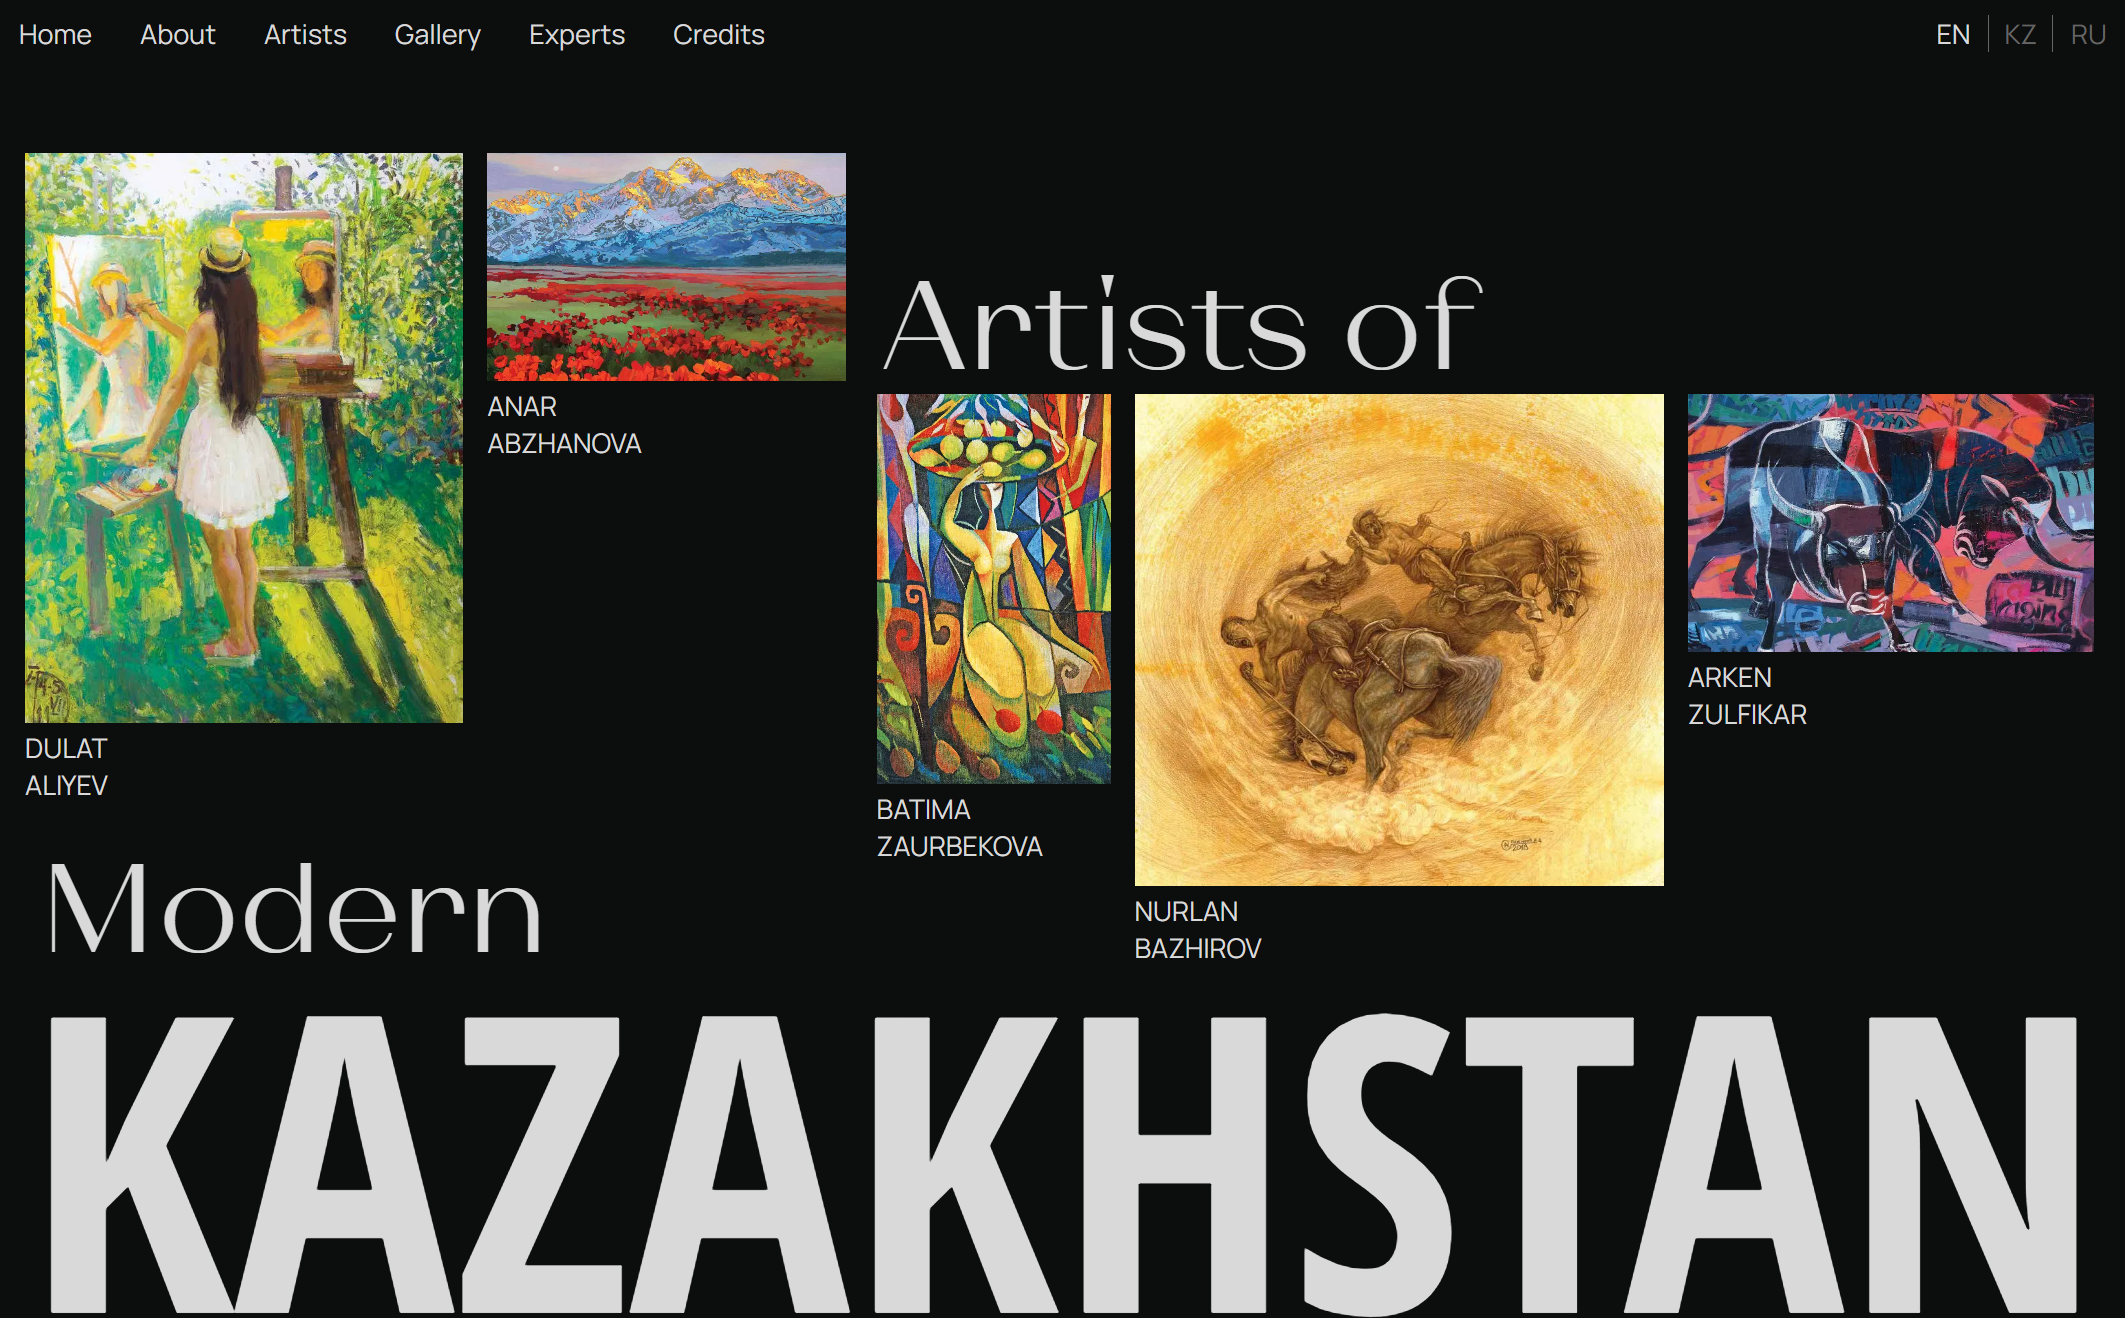 Home About Artists Gallery Experts Credits EN KZ RU
Artists of
ANAR
ABZHANOVA
DULAT
ALIYEV
BATIMA
ZAURBEKOVA
NURLAN
BAZHIROV
ARKEN
ZULFIKAR
Modern
KAZAKHSTAN